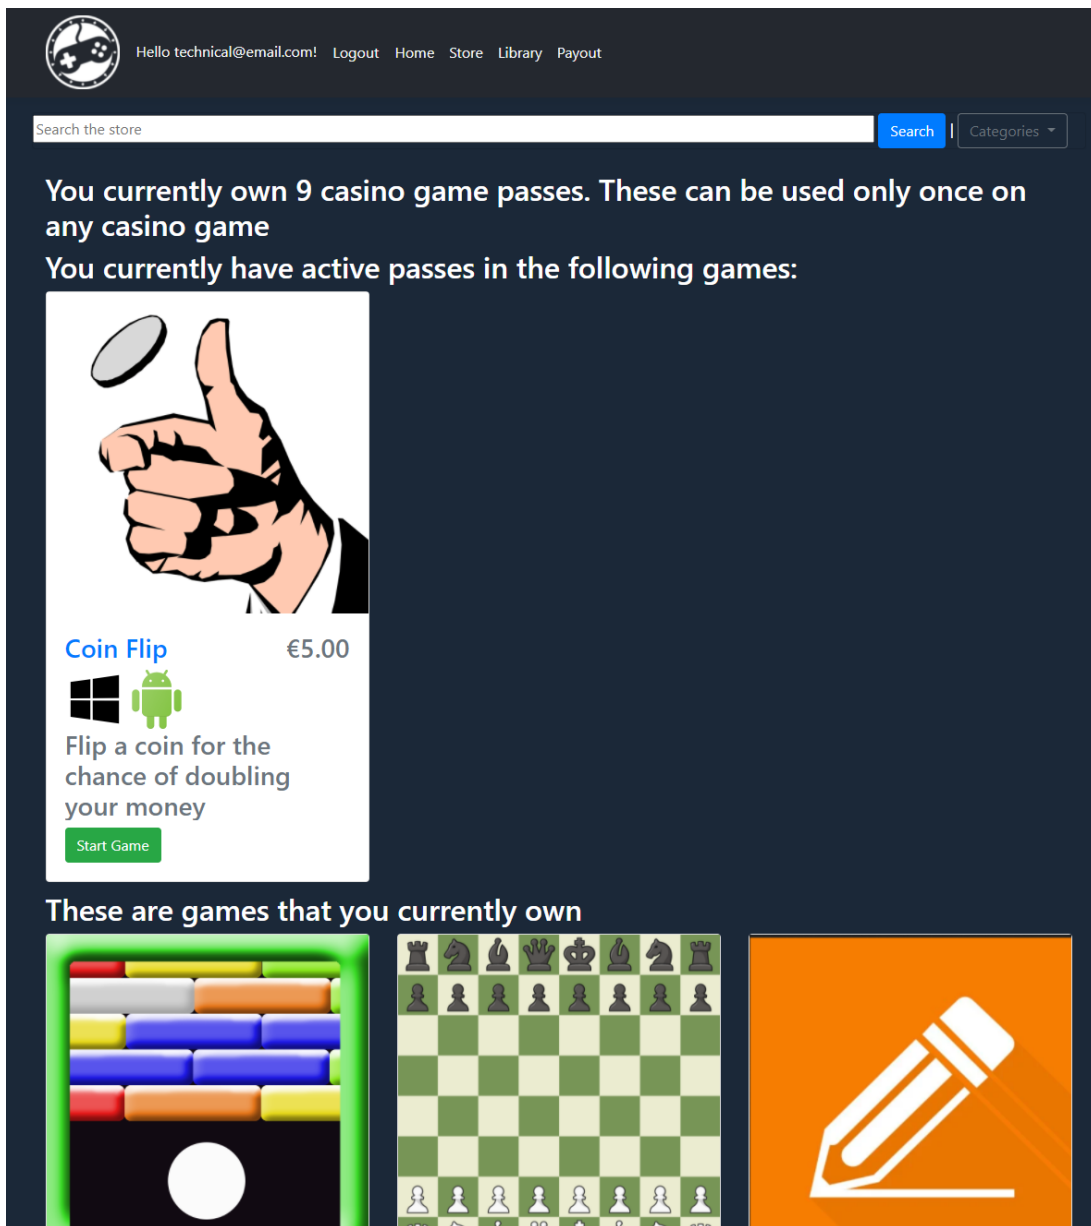 Hello technical@email.com! Logout Home Store Library Payout
Search the store Search | Categories
You currently own 9 casino game passes. These can be used only once on
any casino game
You currently have active passes in the following games:
Coin Flip €5.00
Flip a coin for the
chance of doubling
your money
Start Game
These are games that you currently own